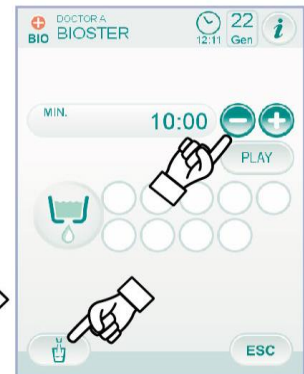 DOCTOR A
BIO BIOSTER
12:11
22
Gen
i
MIN.
10:00
PLAY
ESC